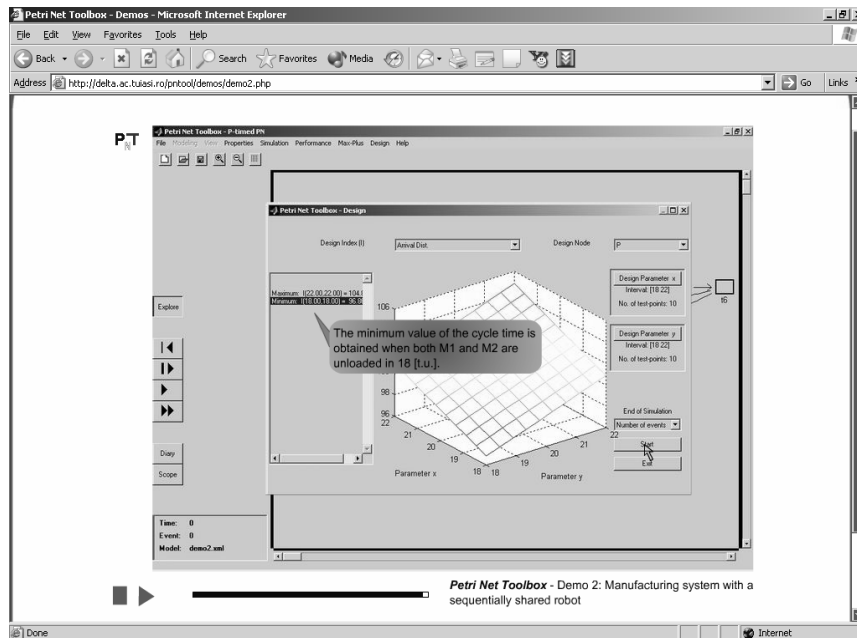 Petri Net Toolbox - Demos - Microsoft Internet Explorer
File Edit View Favorites Tools Help
Back Search Favorites Media
Address http://delta.ac.tuiasi.ro/pntool/demos/demo2.php Go Links
PNT
Petri Net Toolbox - P-timed PN
File Modeling View Properties Simulation Performance Max-Plus Design Help
Petri Net Toolbox - Design
Design Index (I) Arrival Dist. Design Node P
Maximum: I(22.00,22.00) = 104.
Minimum: I(18.00,18.00) = 96.8
Design Parameter x
Interval: [18 22]
No. of test-points: 10
t6
Explore
The minimum value of the cycle time is
obtained when both M1 and M2 are
unloaded in 18 [t.u.].
Design Parameter y
Interval: [18 22]
No. of test-points: 10
106
98
96
22
21
20
19
18
18
19
20
21
22
Parameter x
Parameter y
End of Simulation
Number of events
Start
Exit
Diary
Scope
Time: 0
Event: 0
Model: demo2.xml
Petri Net Toolbox - Demo 2: Manufacturing system with a
sequentially shared robot
Done Internet